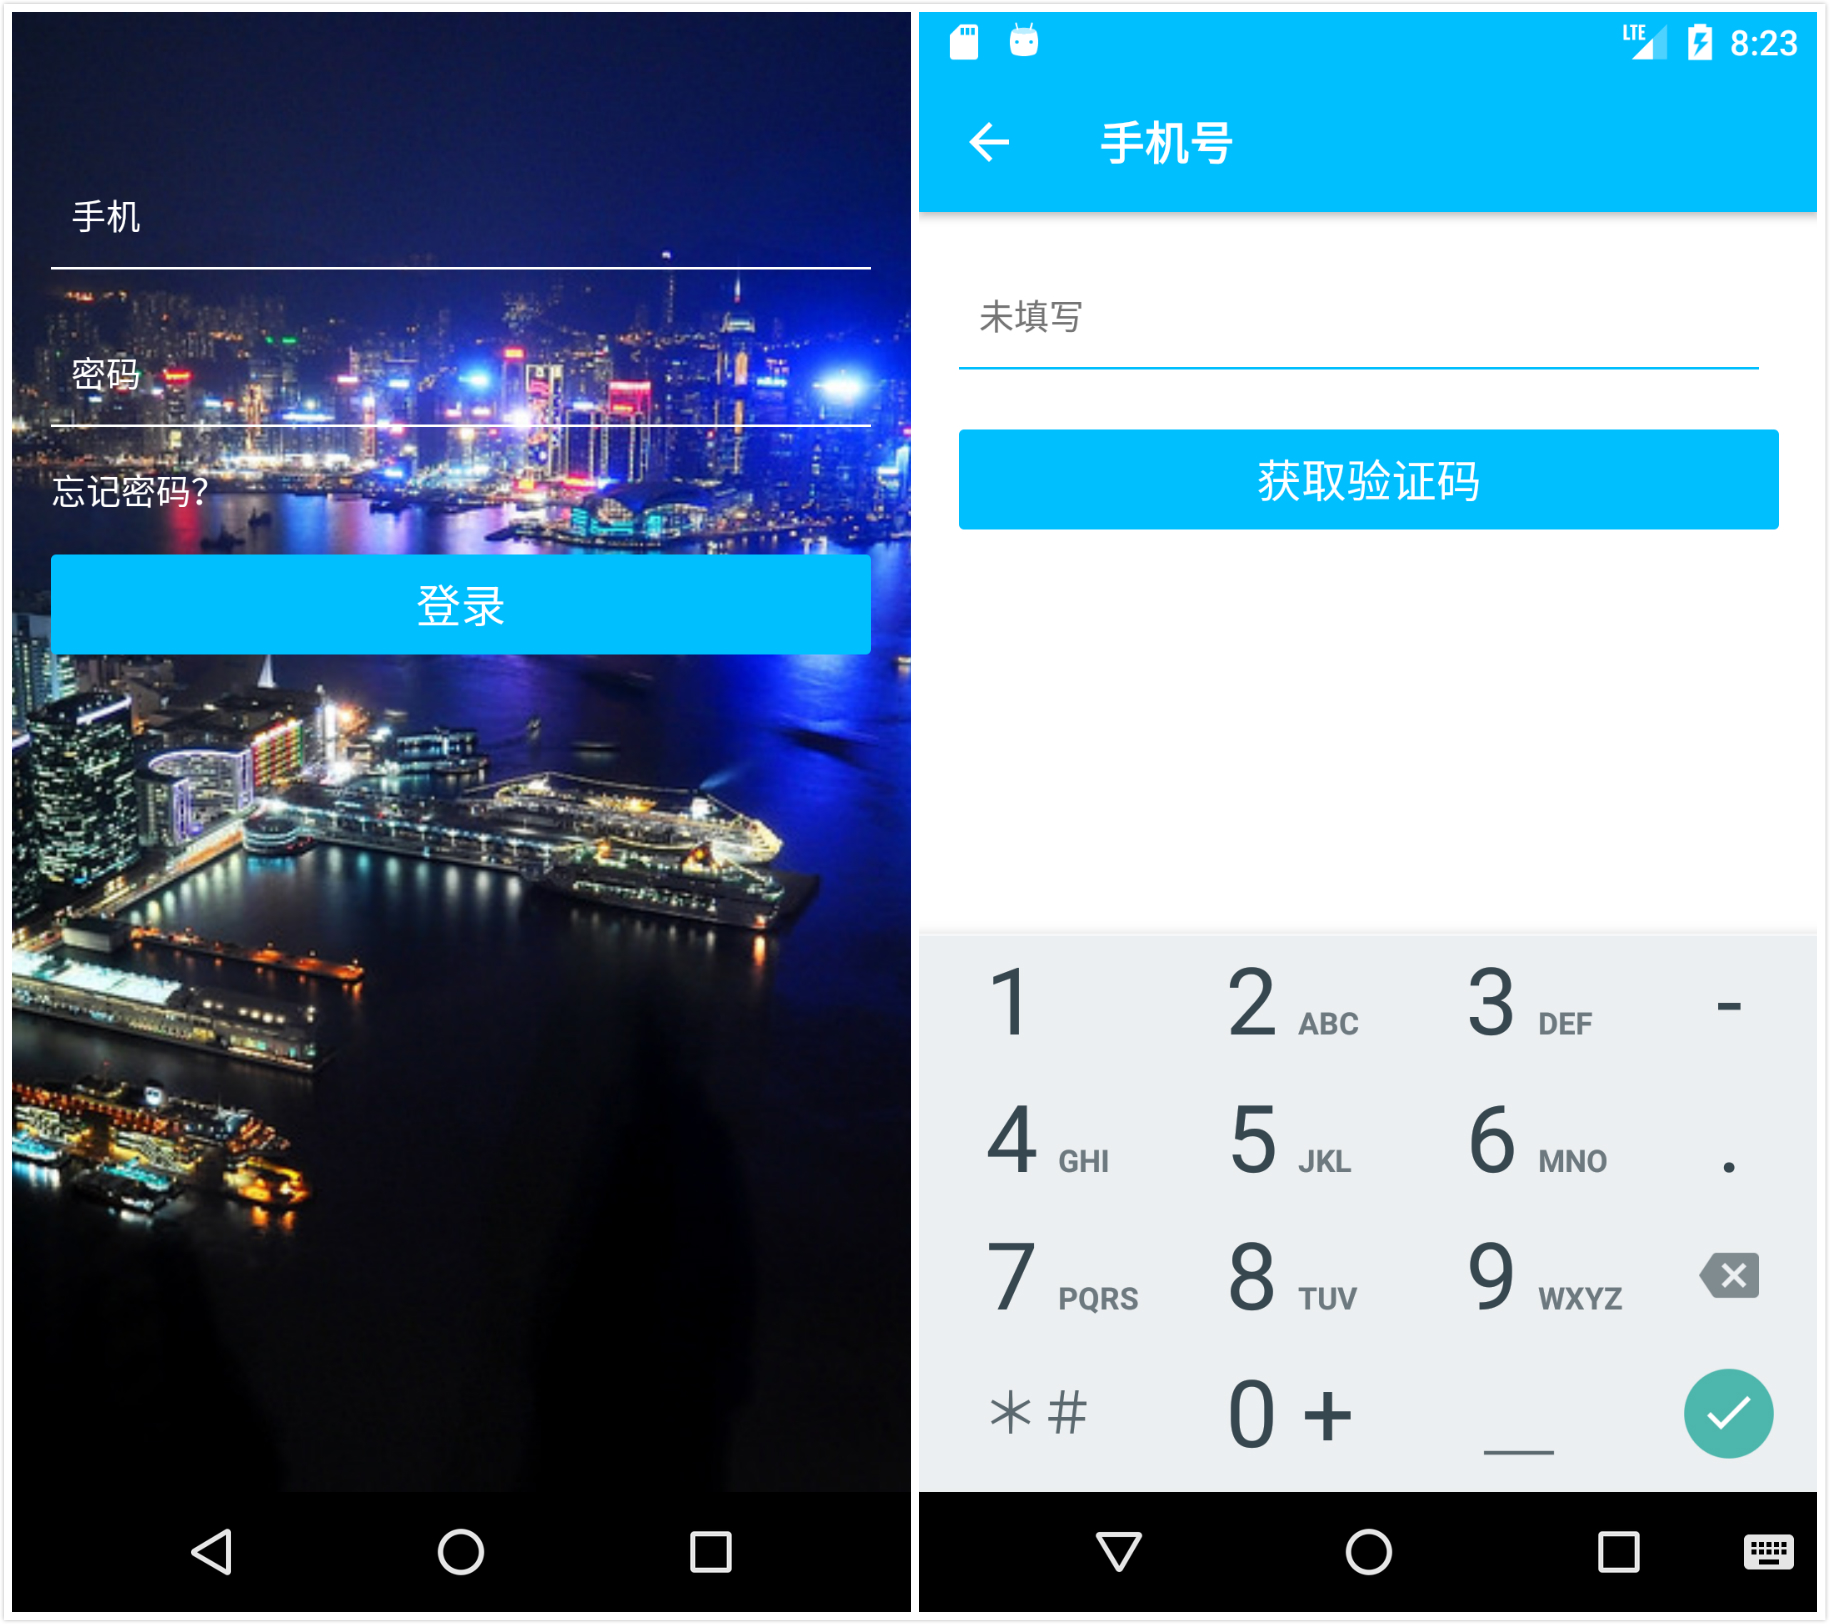 手机
密码
忘记密码?
登录
LTE 8:23
手机号
未填写
获取验证码
1 2 ABC 3 DEF -
4 GHI 5 JKL 6 MNO .
7 PQRS 8 TUV 9 WXYZ
*# 0 + _